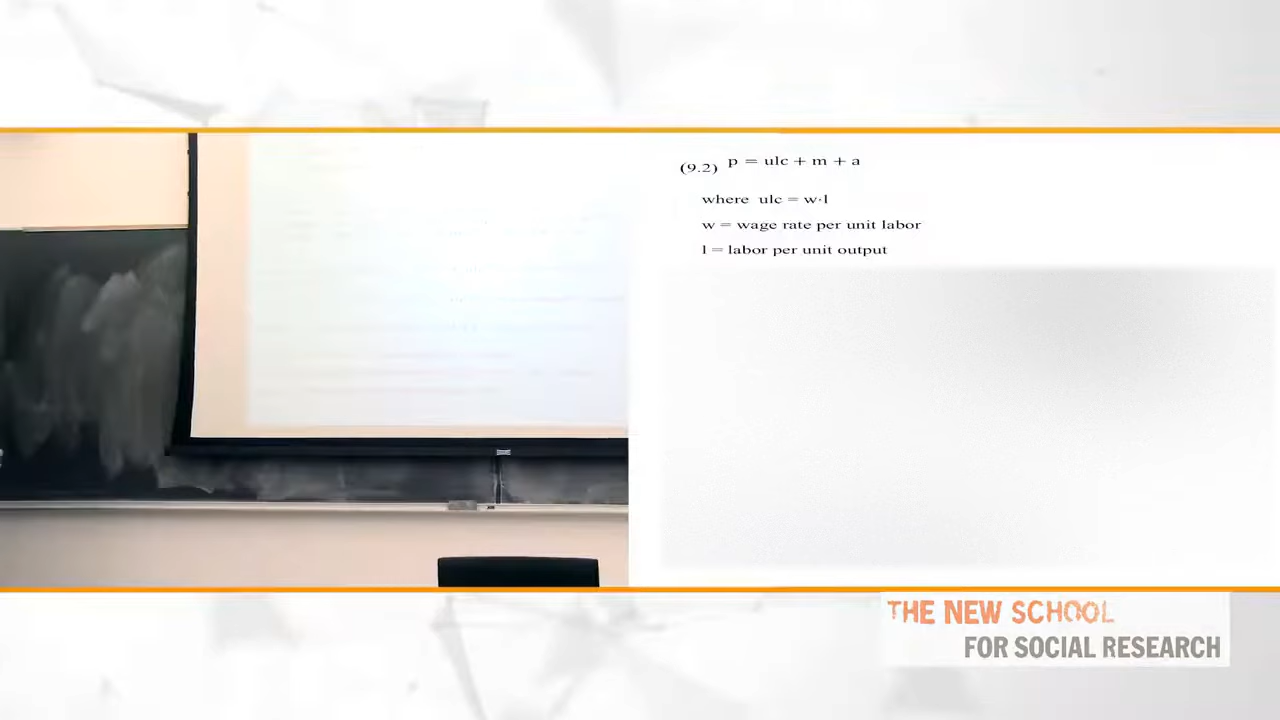 (9.2) p = ulc + m + a
where ulc = w·l
w = wage rate per unit labor
l = labor per unit output
THE NEW SCHOOL
FOR SOCIAL RESEARCH